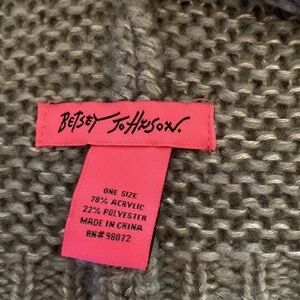 BETSEY JOHNSON.
ONE SIZE
78% ACRYLIC
22% POLYESTER
MADE IN CHINA
RN# 98072